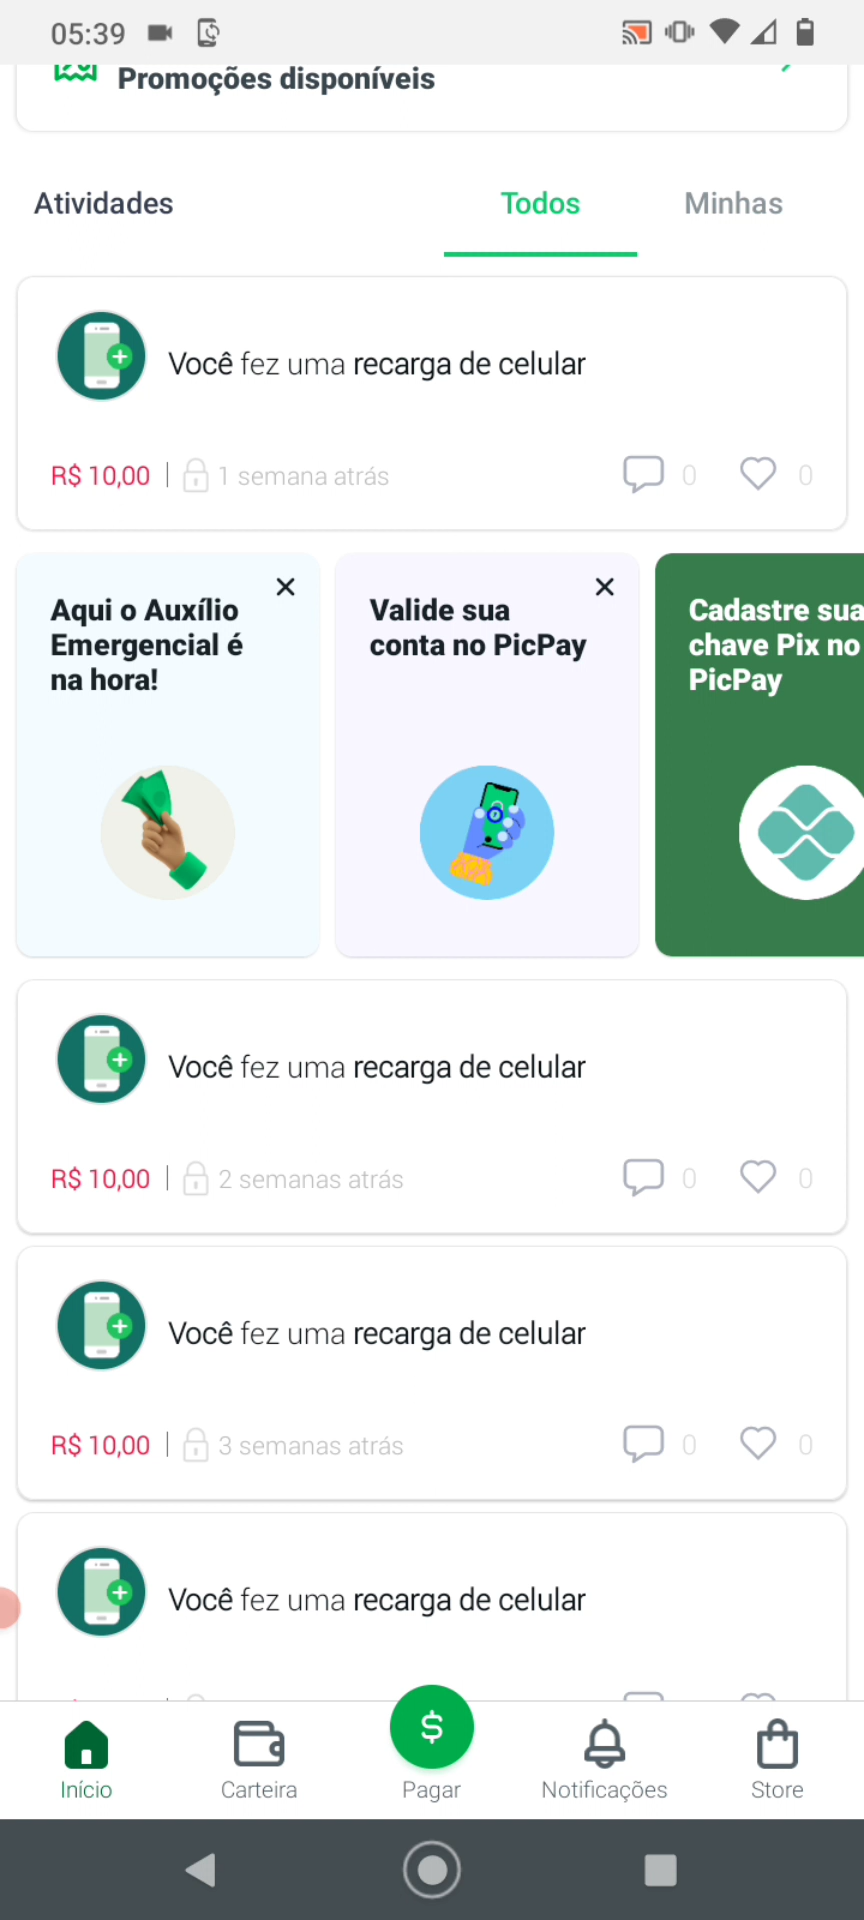 05:39
Promoções disponíveis
Atividades
Todos
Minhas
Você fez uma recarga de celular
R$ 10,00
1 semana atrás
0
0
Aqui o Auxílio
Emergencial é
na hora!
Valide sua
conta no PicPay
Cadastre sua
chave Pix no
PicPay
Você fez uma recarga de celular
R$ 10,00
2 semanas atrás
0
0
Você fez uma recarga de celular
R$ 10,00
3 semanas atrás
0
0
Você fez uma recarga de celular
Início
Carteira
$
Pagar
Notificações
Store